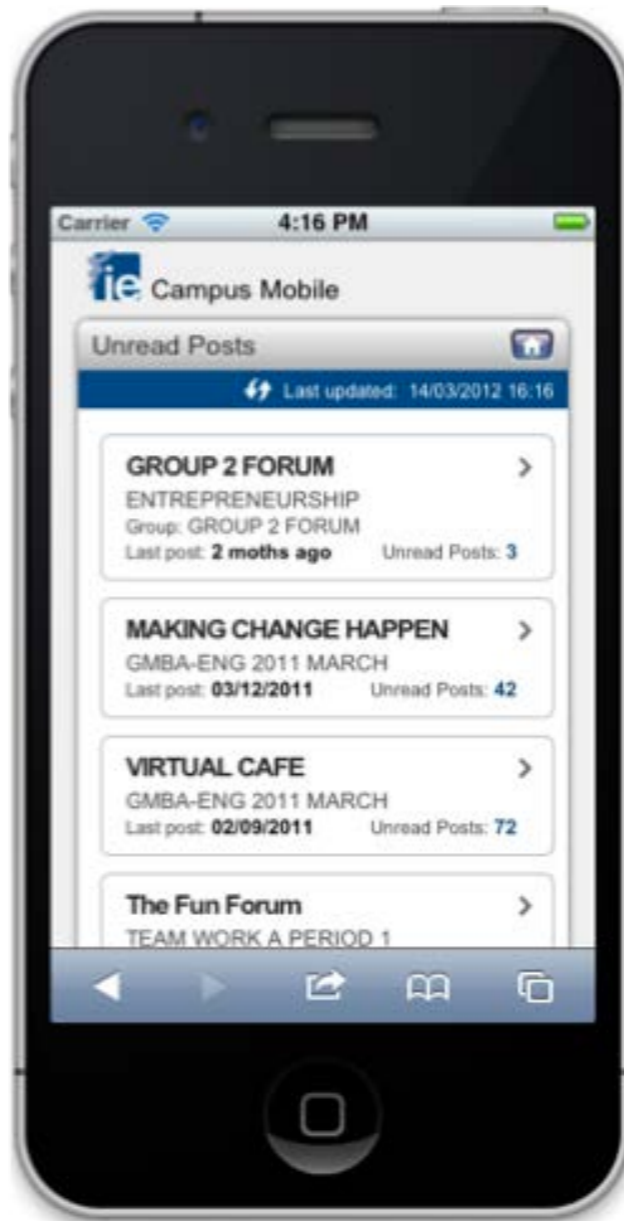 Carrier 4:16 PM
ie Campus Mobile
Unread Posts
Last updated: 14/03/2012 16:16
GROUP 2 FORUM
ENTREPRENEURSHIP
Group: GROUP 2 FORUM
Last post: 2 moths ago Unread Posts: 3
MAKING CHANGE HAPPEN
GMBA-ENG 2011 MARCH
Last post: 03/12/2011 Unread Posts: 42
VIRTUAL CAFE
GMBA-ENG 2011 MARCH
Last post: 02/09/2011 Unread Posts: 72
The Fun Forum
TEAM WORK A PERIOD 1